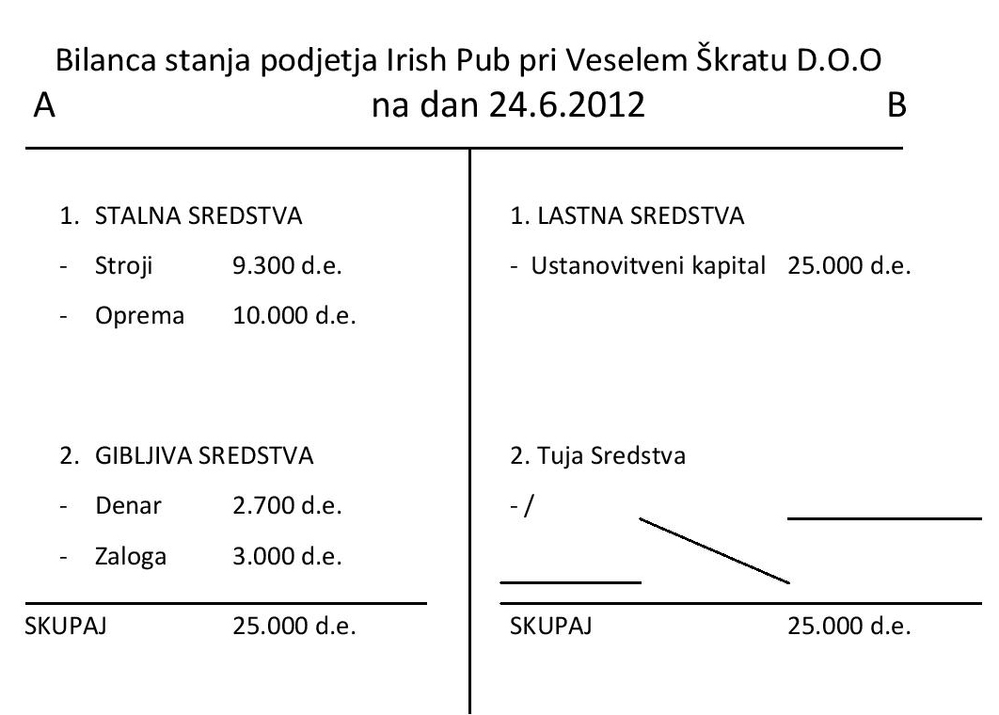 Bilanca stanja podjetja Irish Pub pri Veselem Škratu D.O.O
A na dan 24.6.2012 B
1. STALNA SREDSTVA
- Stroji 9.300 d.e.
- Oprema 10.000 d.e.
2. GIBLJIVA SREDSTVA
- Denar 2.700 d.e.
- Zaloga 3.000 d.e.
SKUPAJ 25.000 d.e.
1. LASTNA SREDSTVA
- Ustanovitveni kapital 25.000 d.e.
2. Tuja Sredstva
- /
SKUPAJ 25.000 d.e.